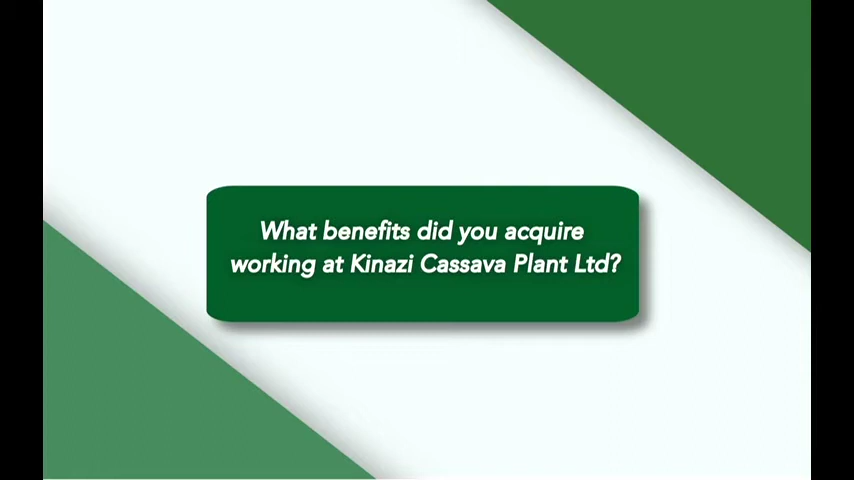 What benefits did you acquire
working at Kinazi Cassava Plant Ltd?